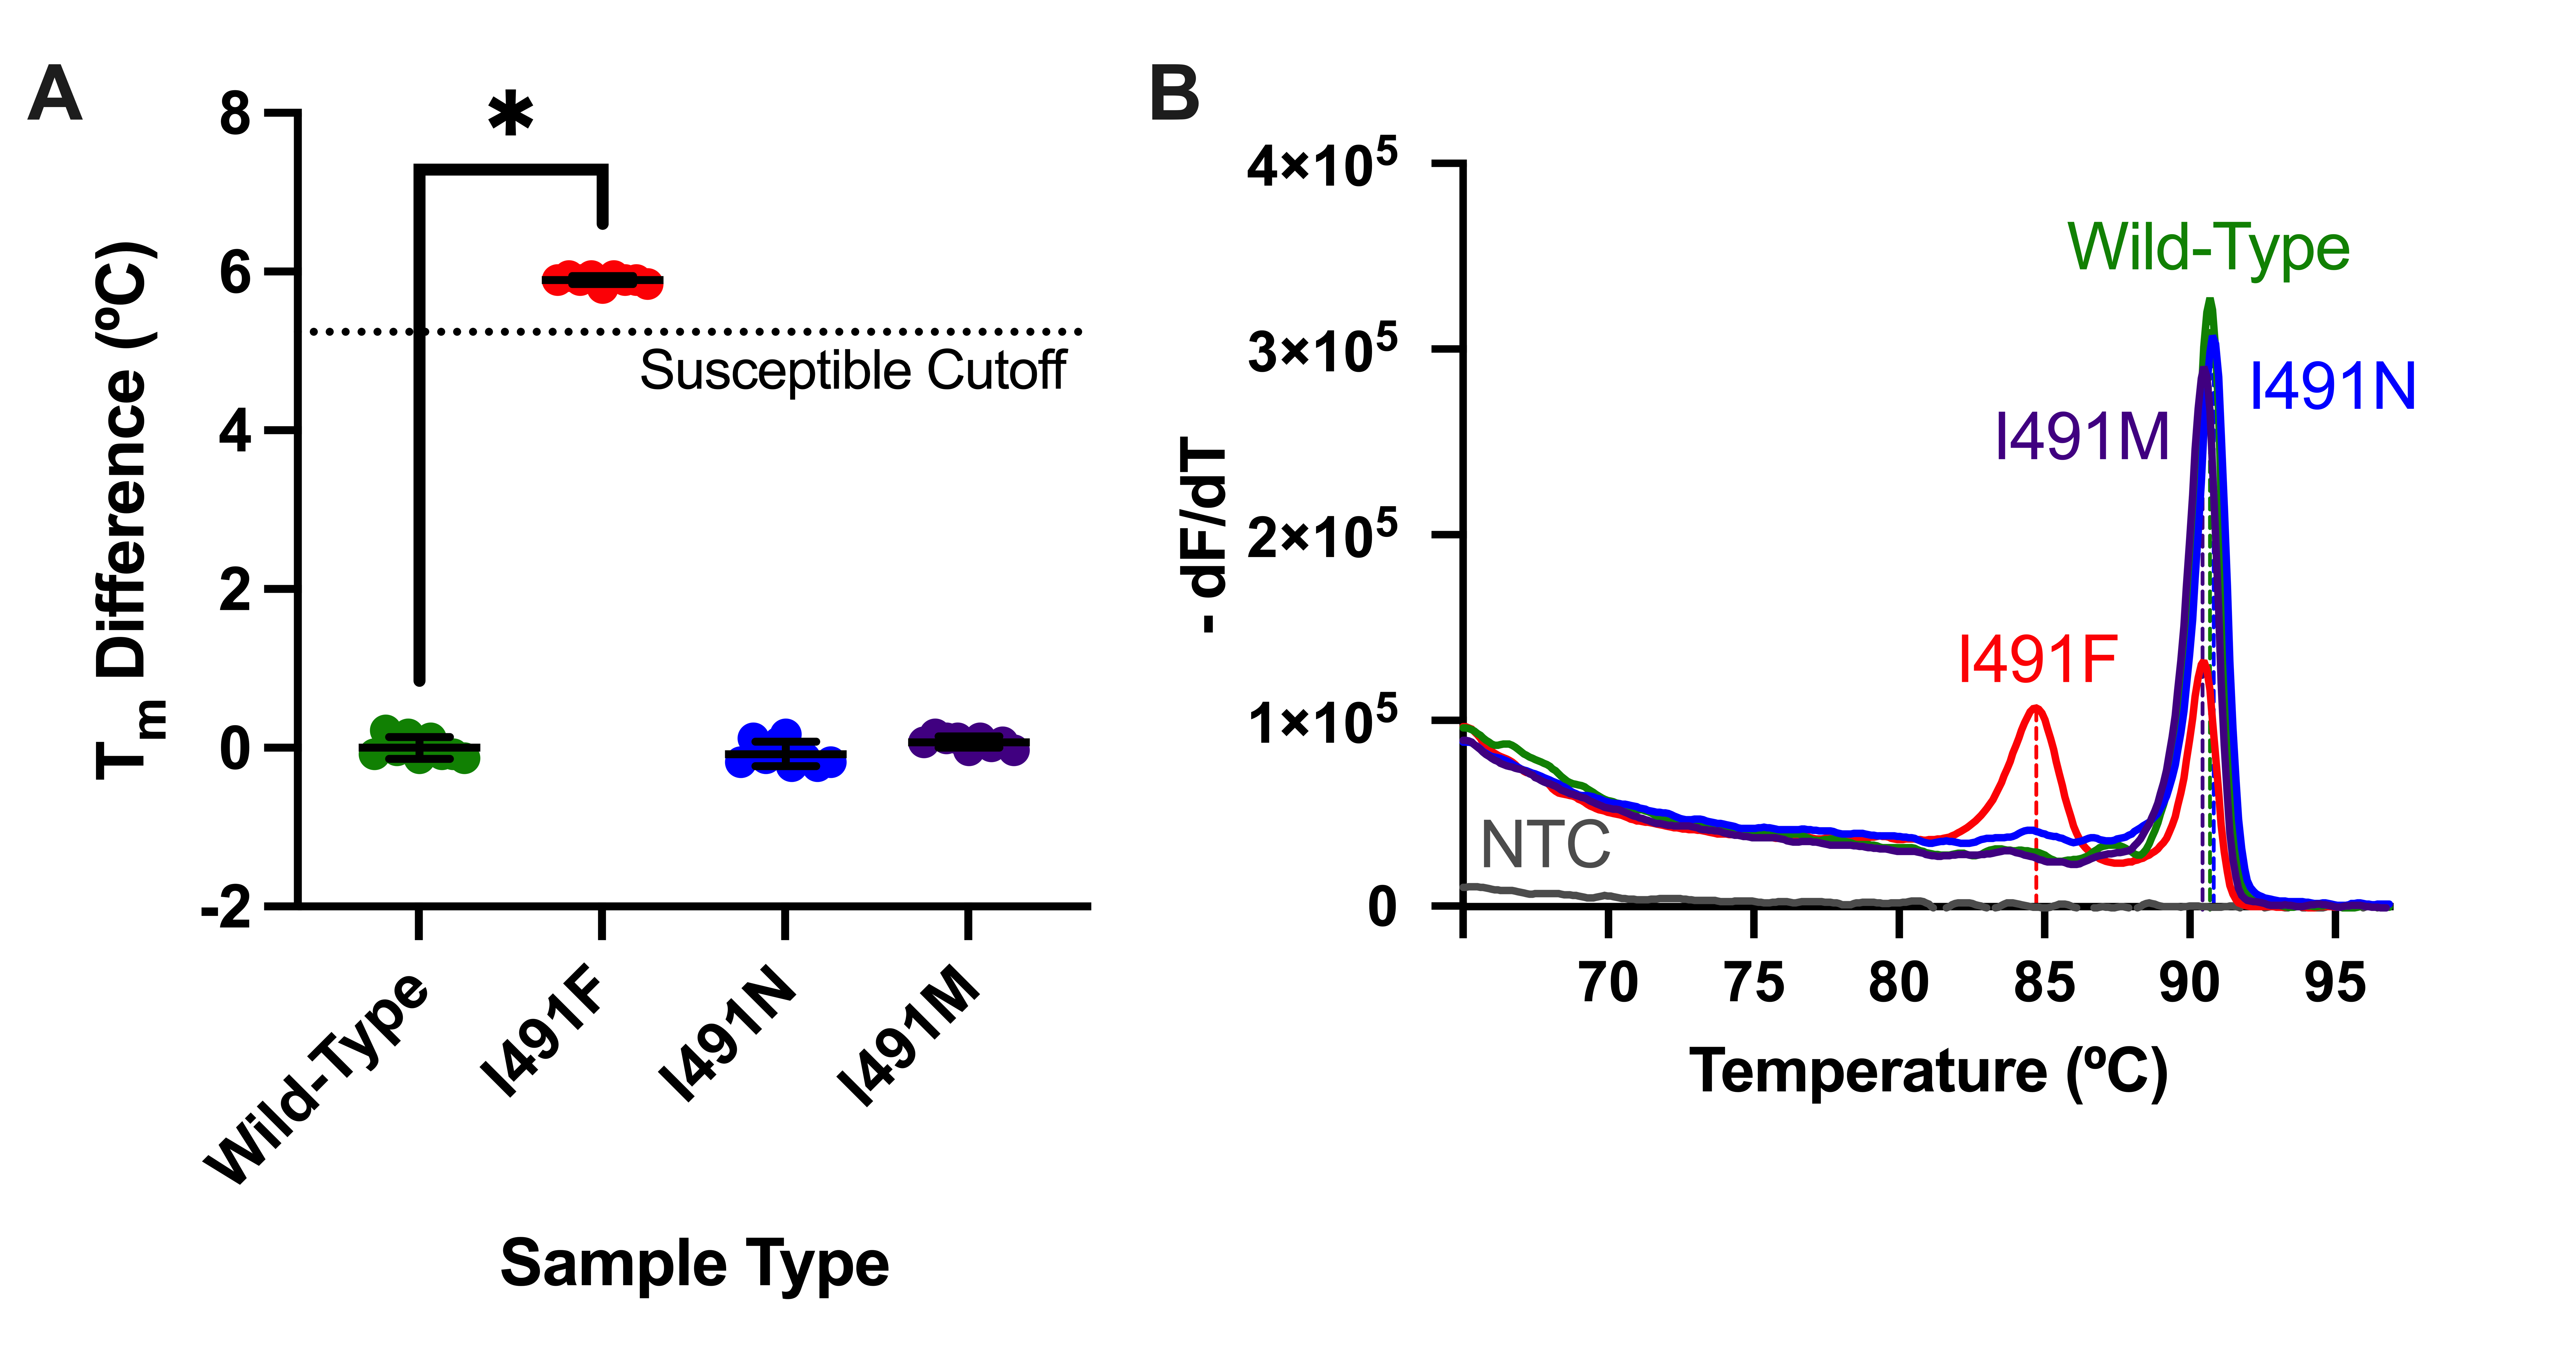 A
8
6
4
2
0
-2
Tm Difference (ºC)
*
Susceptible Cutoff
Wild-Type
I491F
I491N
I491M
Sample Type
B
4×10⁵
3×10⁵
2×10⁵
1×10⁵
0
- dF/dT
Wild-Type
I491N
I491M
I491F
NTC
70 75 80 85 90 95
Temperature (ºC)